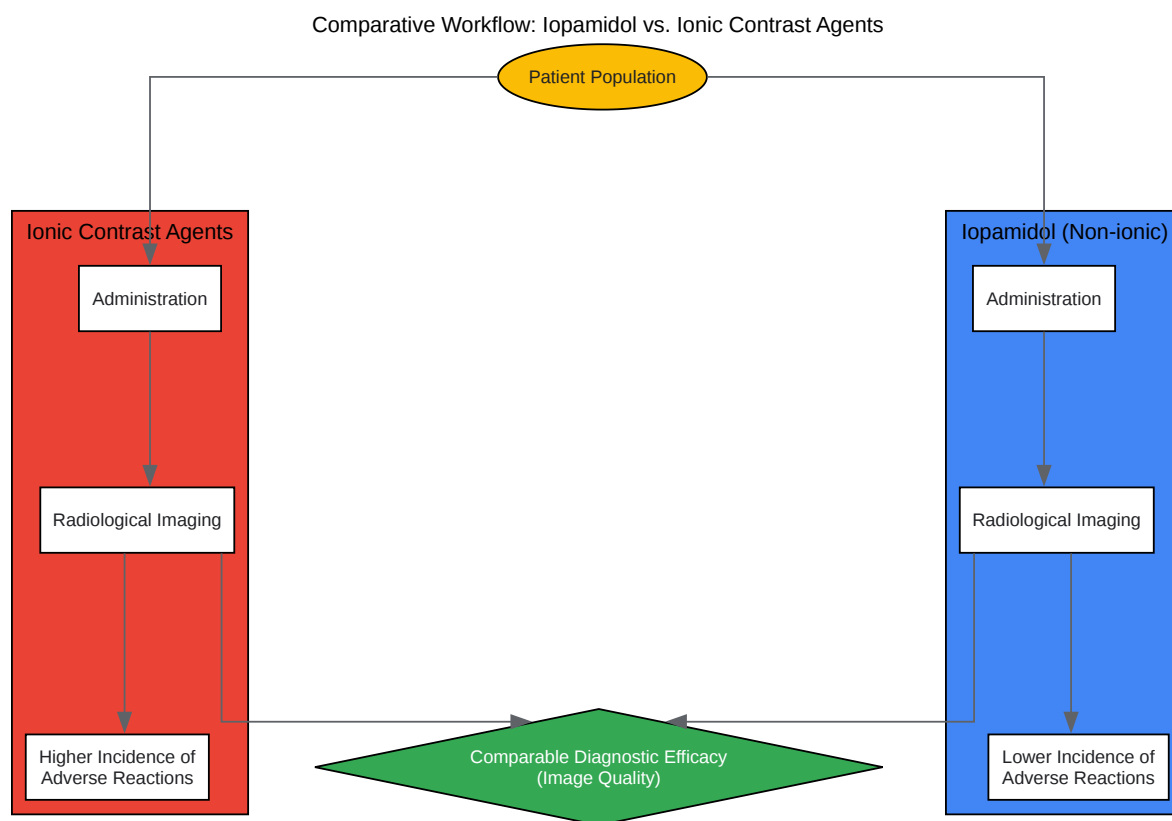 Comparative Workflow: Iopamidol vs. Ionic Contrast Agents
Patient Population
Ionic Contrast Agents
Administration
Radiological Imaging
Higher Incidence of
Adverse Reactions
Iopamidol (Non-ionic)
Administration
Radiological Imaging
Lower Incidence of
Adverse Reactions
Comparable Diagnostic Efficacy
(Image Quality)